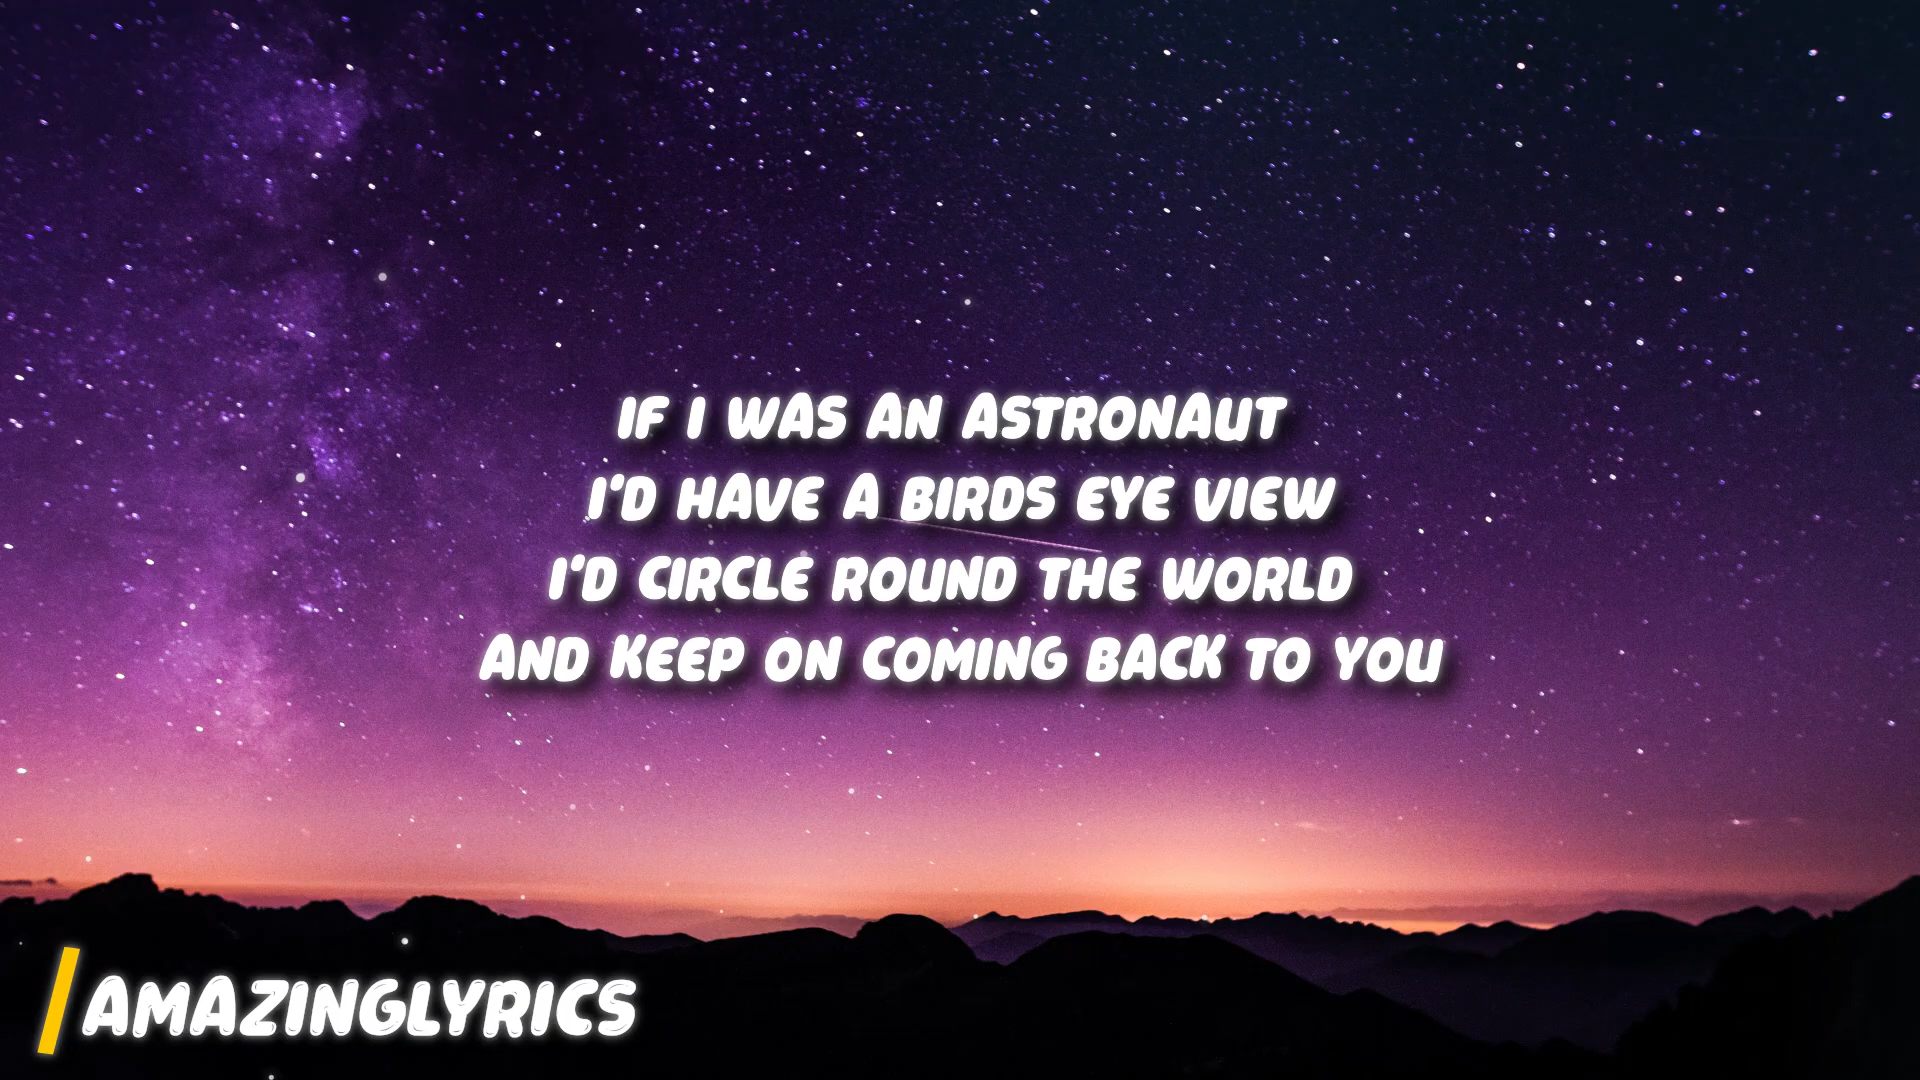 IF I WAS AN ASTRONAUT
I'D HAVE A BIRDS EYE VIEW
I'D CIRCLE ROUND THE WORLD
AND KEEP ON COMING BACK TO YOU
AMAZINGLYRICS